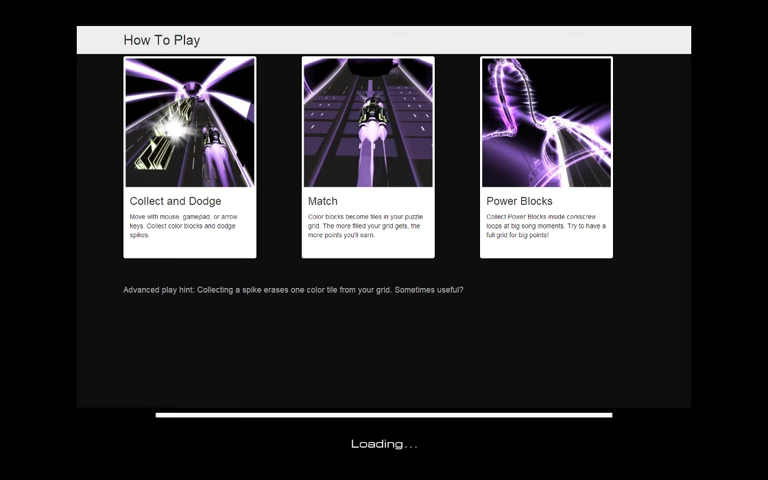 How To Play
Collect and Dodge
Move with mouse, gamepad, or arrow
keys. Collect color blocks and dodge
spikes.
Match
Color blocks become tiles in your puzzle
grid. The more filled your grid gets, the
more points you'll earn.
Power Blocks
Collect Power Blocks inside corkscrew
loops at big song moments. Try to have a
full grid for big points!
Advanced play hint: Collecting a spike erases one color tile from your grid. Sometimes useful?
Loading...